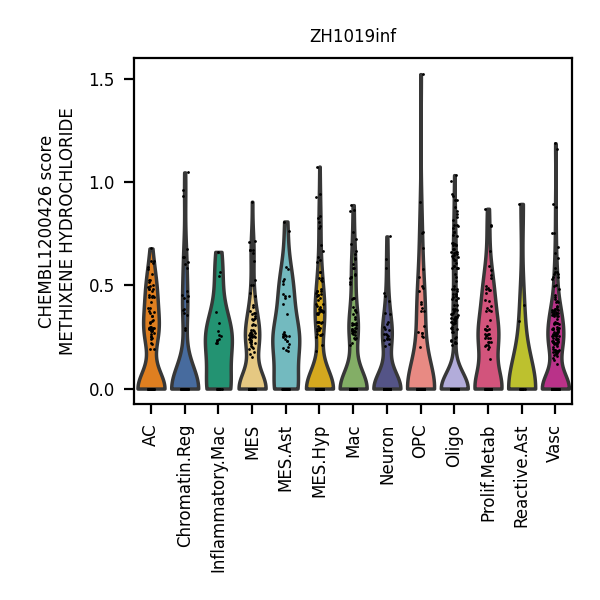 ZH1019inf
CHEMBL1200426 score
METHIXENE HYDROCHLORIDE
1.5
1.0
0.5
0.0
AC
Chromatin.Reg
Inflammatory.Mac
MES
MES.Ast
MES.Hyp
Mac
Neuron
OPC
Oligo
Prolif.Metab
Reactive.Ast
Vasc